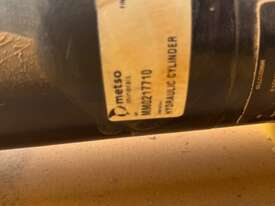 metso
minerals
MM0217710
HYDRAULIC CYLINDER